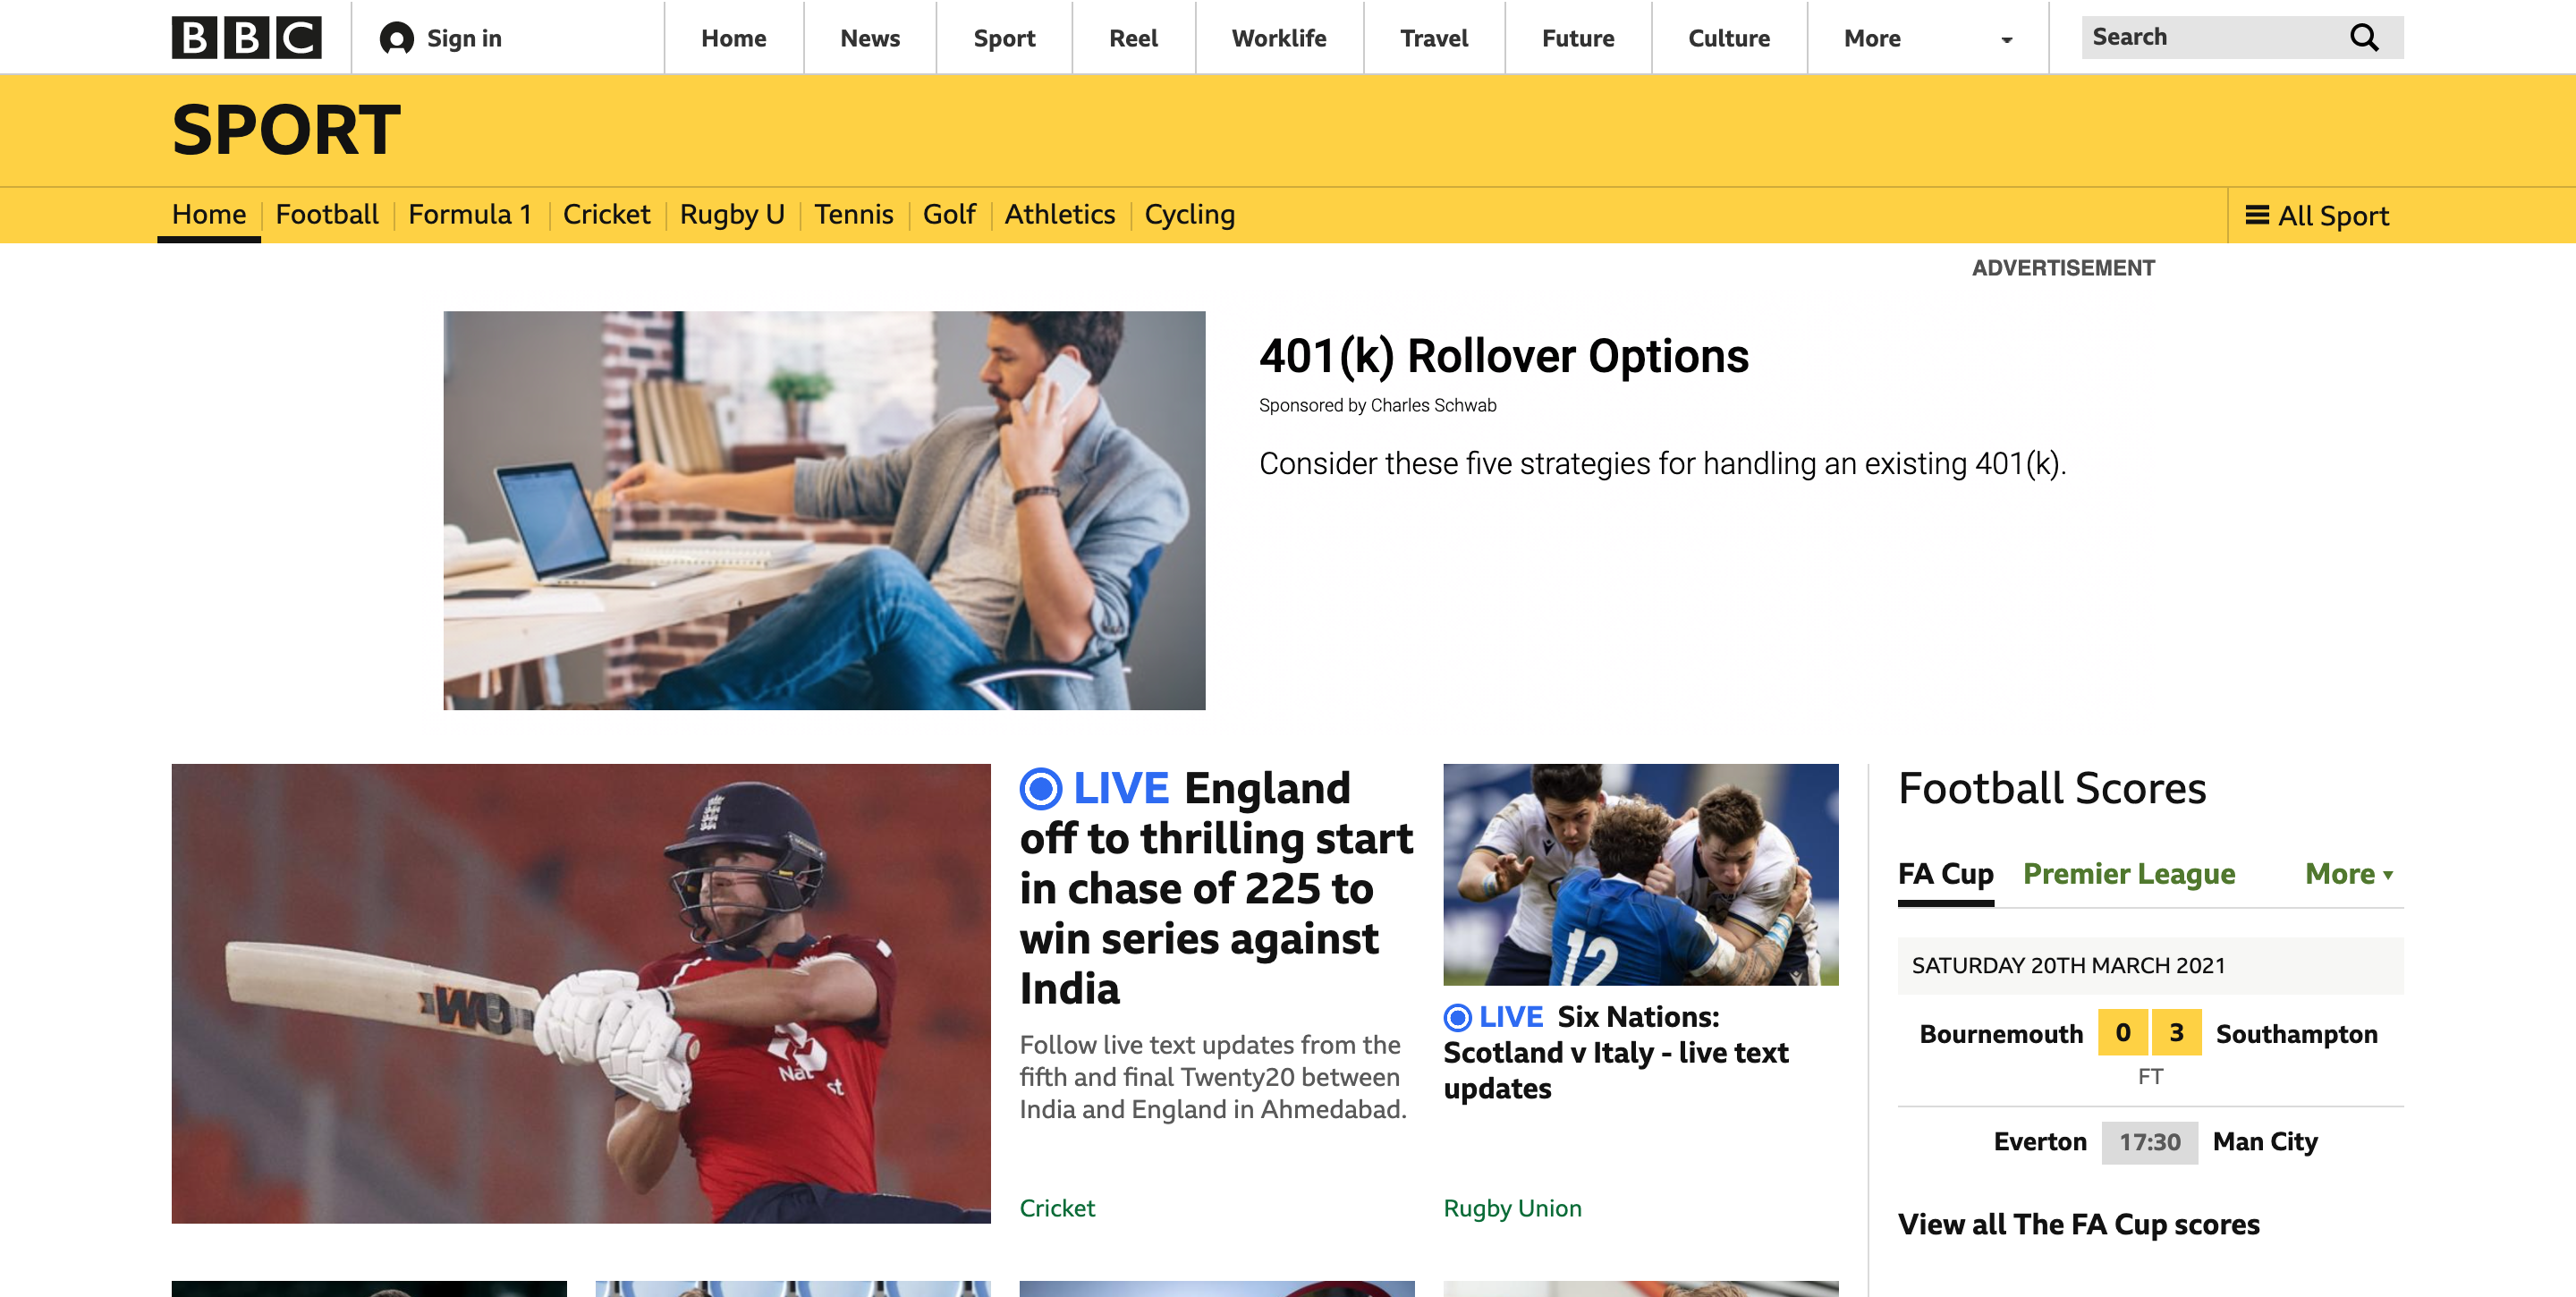 BBC
Sign in
Home
News
Sport
Reel
Worklife
Travel
Future
Culture
More
Search
SPORT
Home
Football
Formula 1
Cricket
Rugby U
Tennis
Golf
Athletics
Cycling
All Sport
ADVERTISEMENT
401(k) Rollover Options
Sponsored by Charles Schwab
Consider these five strategies for handling an existing 401(k).
LIVE England
off to thrilling start
in chase of 225 to
win series against
India
Follow live text updates from the
fifth and final Twenty20 between
India and England in Ahmedabad.
Cricket
12
LIVE Six Nations:
Scotland v Italy - live text
updates
Rugby Union
Football Scores
FA Cup
Premier League
More
SATURDAY 20TH MARCH 2021
Bournemouth 0 3 Southampton
FT
Everton 17:30 Man City
View all The FA Cup scores